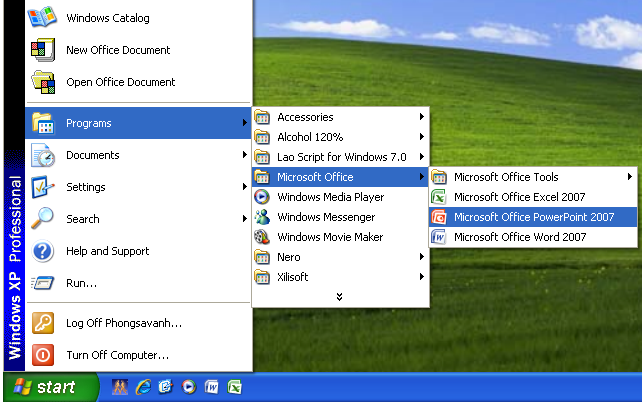 Windows Catalog
New Office Document
Open Office Document
Programs
Documents
Settings
Search
Help and Support
Run...
Log Off Phongsavanh...
Turn Off Computer...
Windows XP Professional
Accessories
Alcohol 120%
Lao Script for Windows 7.0
Microsoft Office
Windows Media Player
Windows Messenger
Windows Movie Maker
Nero
Xilisoft
Microsoft Office Tools
Microsoft Office Excel 2007
Microsoft Office PowerPoint 2007
Microsoft Office Word 2007
start